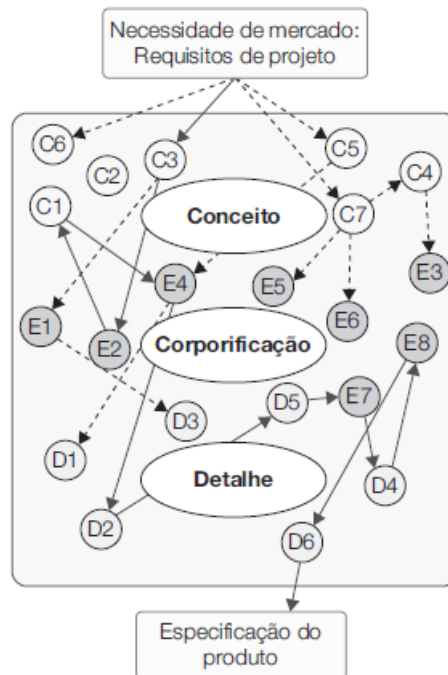 Necessidade de mercado:
Requisitos de projeto
C6
C2
C3
C5
C4
C1
Conceito
C7
E4
E5
E3
E1
E2
Corporificação
E6
E8
D3
D5
E7
D1
Detalhe
D4
D2
D6
Especificação do
produto